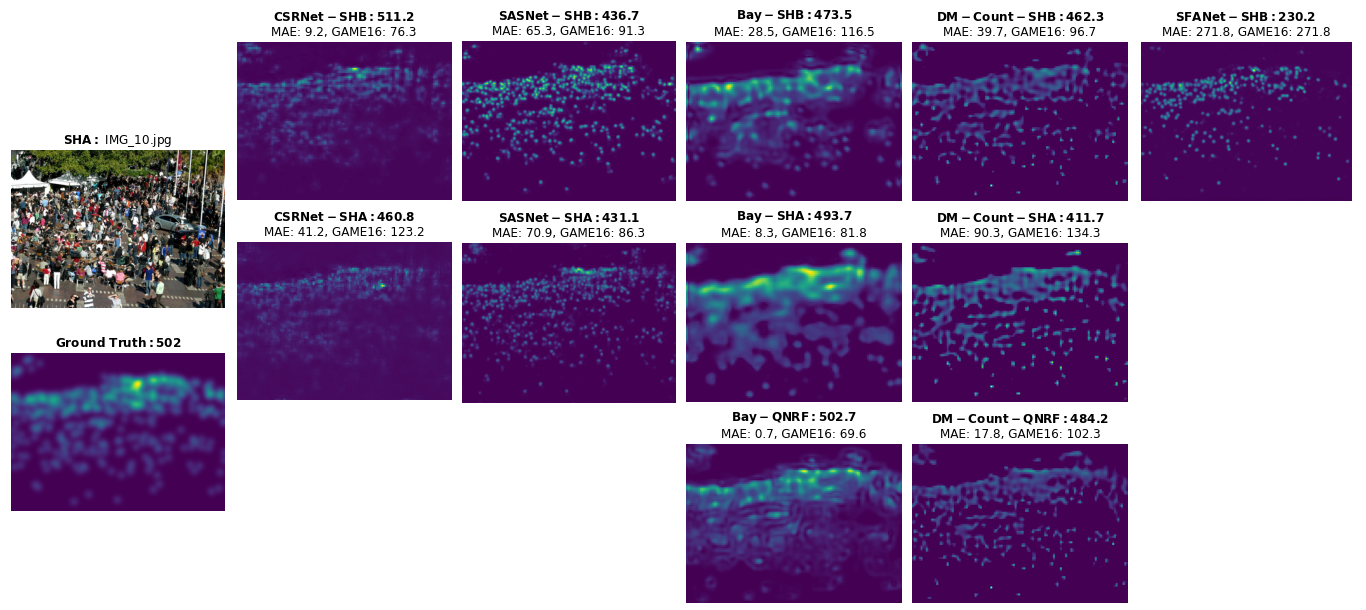 CSRNet − SHB : 511.2
MAE: 9.2, GAME16: 76.3
SASNet − SHB : 436.7
MAE: 65.3, GAME16: 91.3
Bay − SHB : 473.5
MAE: 28.5, GAME16: 116.5
DM − Count − SHB : 462.3
MAE: 39.7, GAME16: 96.7
SFANet − SHB : 230.2
MAE: 271.8, GAME16: 271.8
SHA : IMG_10.jpg
CSRNet − SHA : 460.8
MAE: 41.2, GAME16: 123.2
SASNet − SHA : 431.1
MAE: 70.9, GAME16: 86.3
Bay − SHA : 493.7
MAE: 8.3, GAME16: 81.8
DM − Count − SHA : 411.7
MAE: 90.3, GAME16: 134.3
Ground Truth : 502
Bay − QNRF : 502.7
MAE: 0.7, GAME16: 69.6
DM − Count − QNRF : 484.2
MAE: 17.8, GAME16: 102.3